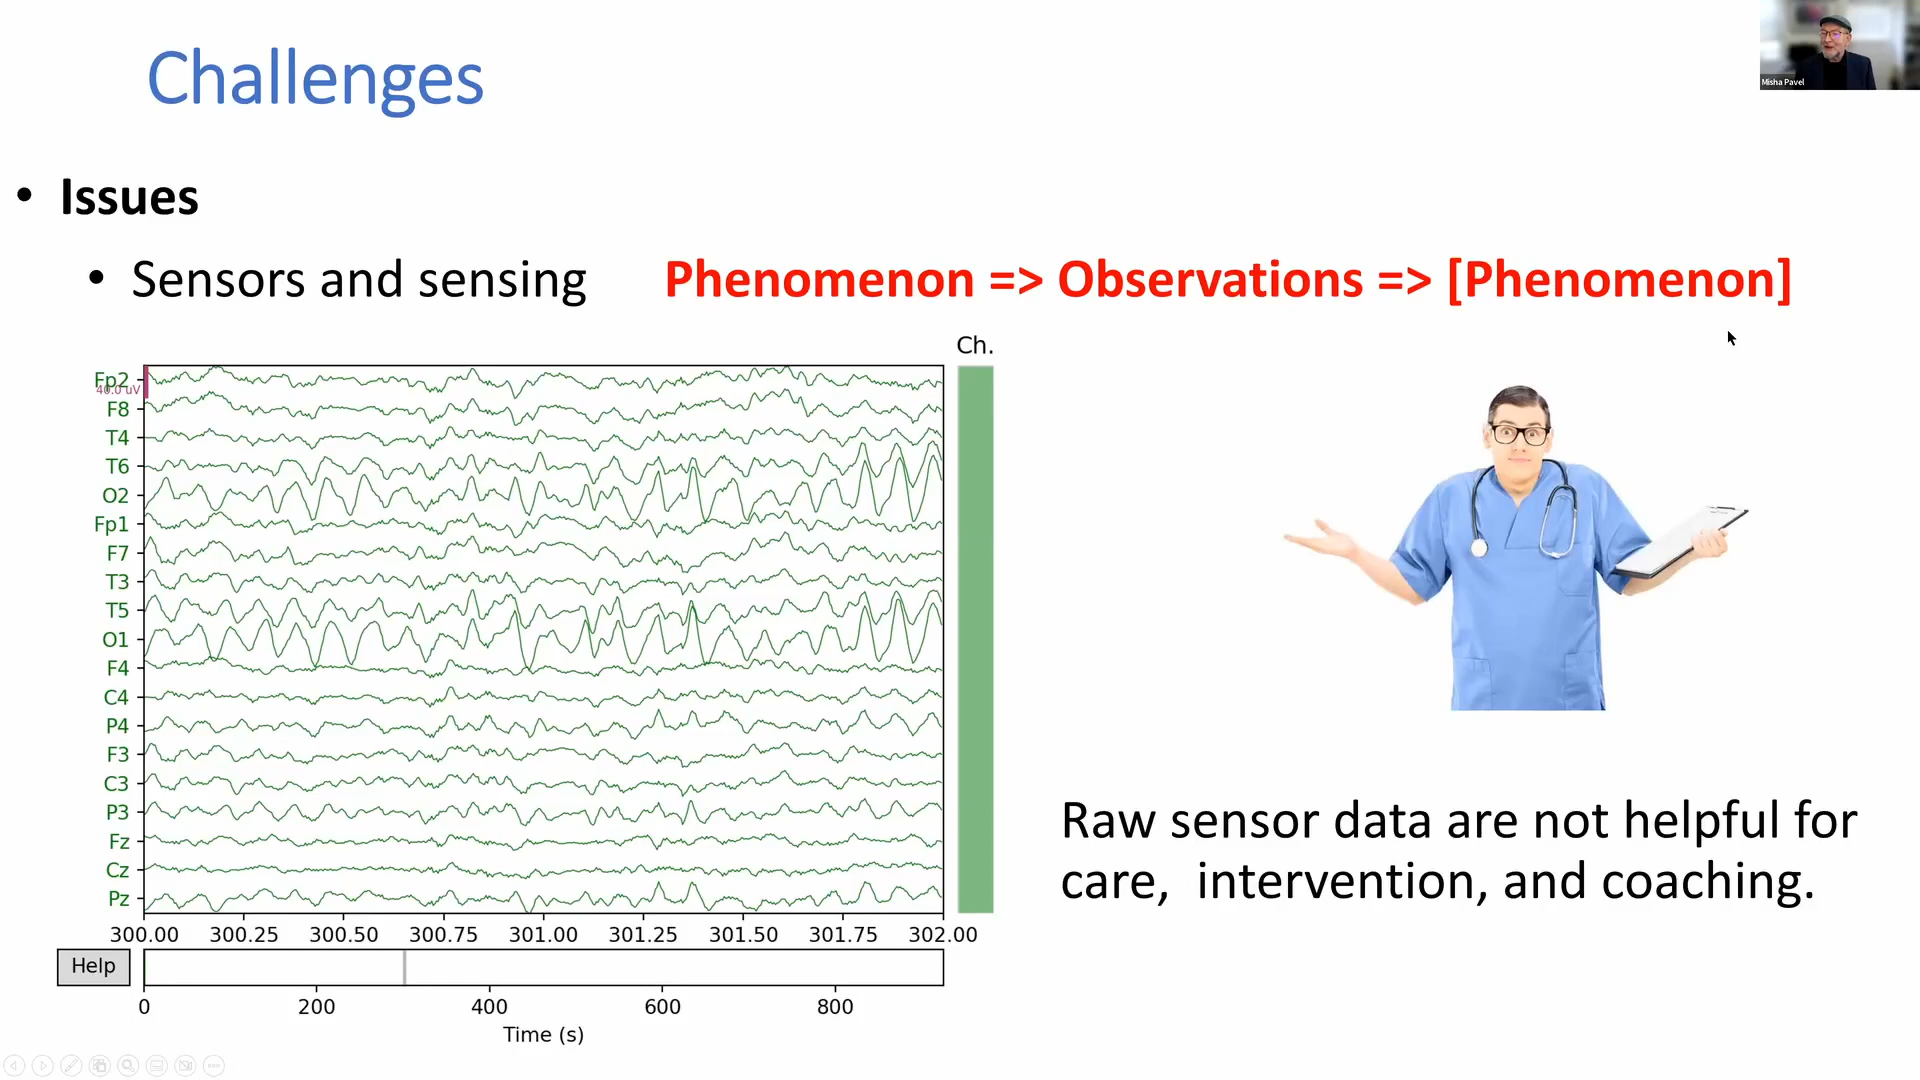 Challenges
Misha Pavel
• Issues
• Sensors and sensing
Phenomenon => Observations => [Phenomenon]
Ch.
Fp2
40.0 uV
F8
T4
T6
O2
Fp1
F7
T3
T5
O1
F4
C4
P4
F3
C3
P3
Fz
Cz
Pz
300.00 300.25 300.50 300.75 301.00 301.25 301.50 301.75 302.00
Help
0 200 400 600 800
Time (s)
Raw sensor data are not helpful for
care, intervention, and coaching.